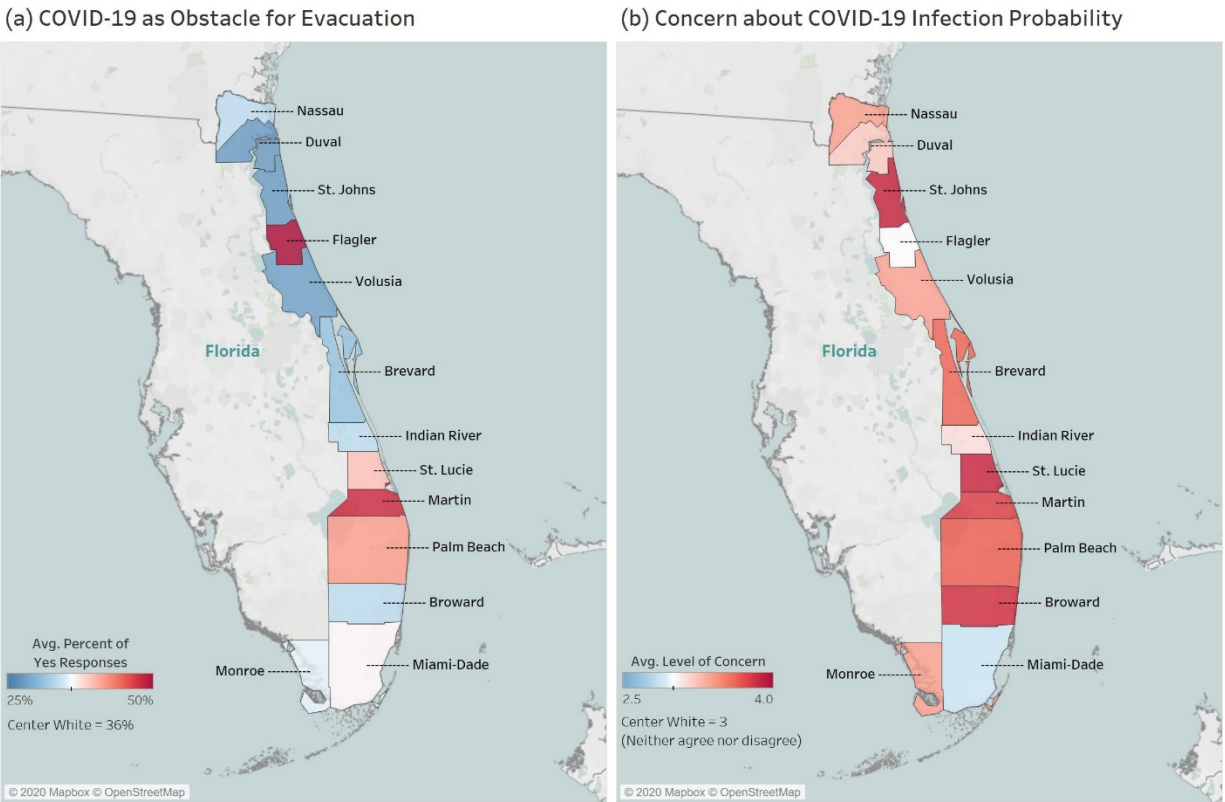 (a) COVID-19 as Obstacle for Evacuation
Nassau
Duval
St. Johns
Flagler
Volusia
Florida
Brevard
Indian River
St. Lucie
Martin
Palm Beach
Broward
Monroe
Miami-Dade
Avg. Percent of
Yes Responses
25%
50%
Center White = 36%
© 2020 Mapbox © OpenStreetMap
(b) Concern about COVID-19 Infection Probability
Nassau
Duval
St. Johns
Flagler
Volusia
Florida
Brevard
Indian River
St. Lucie
Martin
Palm Beach
Broward
Monroe
Miami-Dade
Avg. Level of Concern
2.5
4.0
Center White = 3
(Neither agree nor disagree)
© 2020 Mapbox © OpenStreetMap